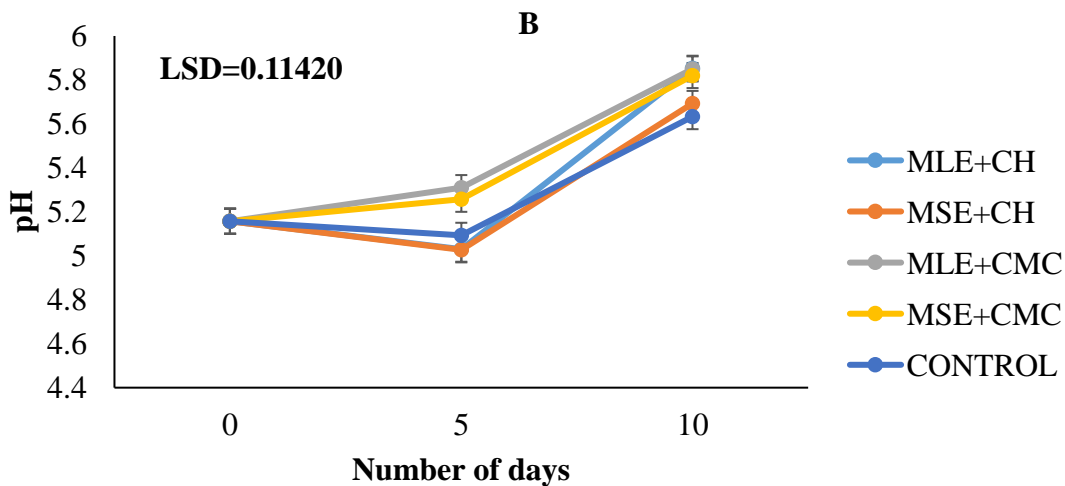 B
LSD=0.11420
6
5.8
5.6
5.4
5.2
5
4.8
4.6
4.4
pH
0 5 10
Number of days
MLE+CH
MSE+CH
MLE+CMC
MSE+CMC
CONTROL